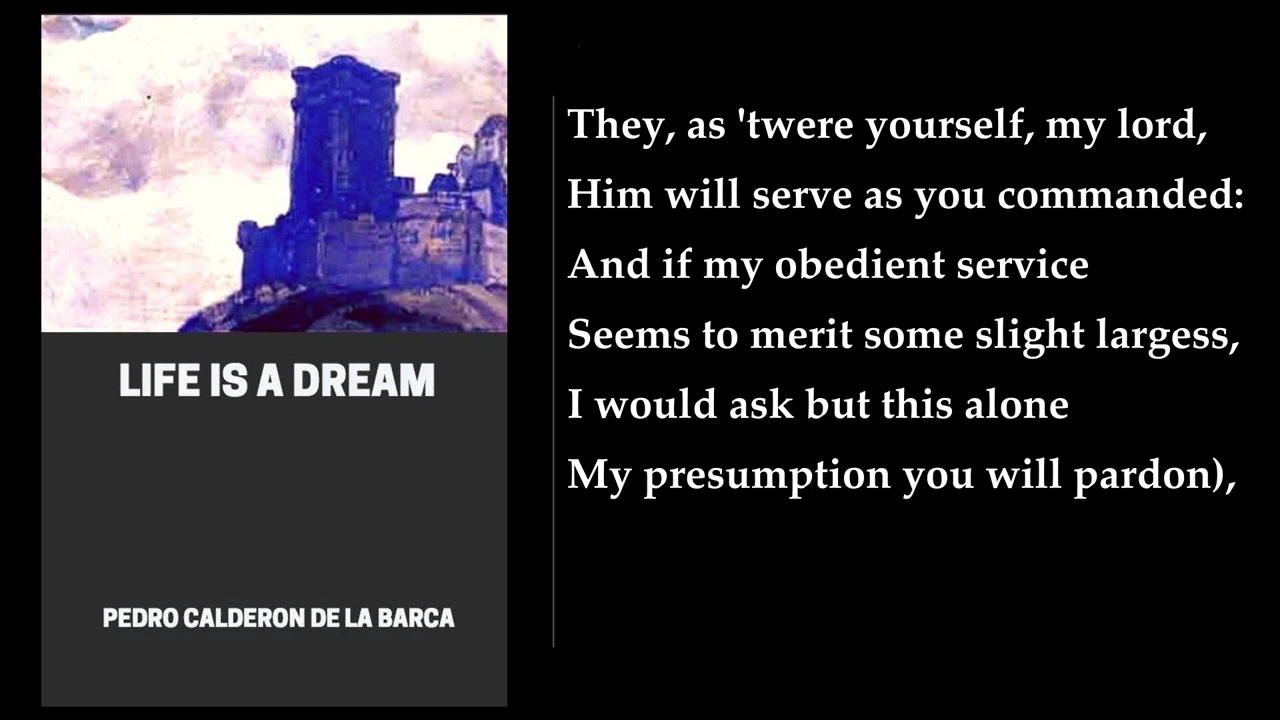 LIFE IS A DREAM
PEDRO CALDERON DE LA BARCA
They, as 'twere yourself, my lord,
Him will serve as you commanded:
And if my obedient service
Seems to merit some slight largess,
I would ask but this alone
My presumption you will pardon),